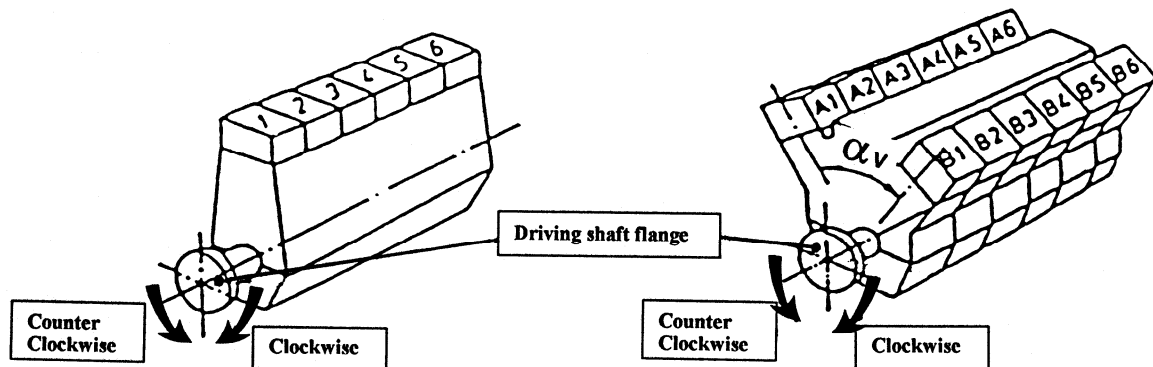 1 2 3 4 5 6
A1 A2 A3 A4 A5 A6
B1 B2 B3 B4 B5 B6
αv
Driving shaft flange
Counter
Clockwise
Clockwise
Counter
Clockwise
Clockwise